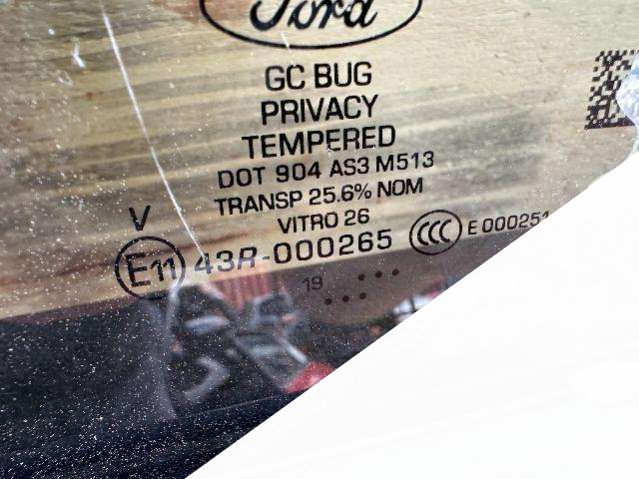 Ford
GC BUG
PRIVACY
TEMPERED
DOT 904 AS3 M513
TRANSP 25.6% NOM
VITRO 26
V
E11 43R-000265 CCC E 000251
19